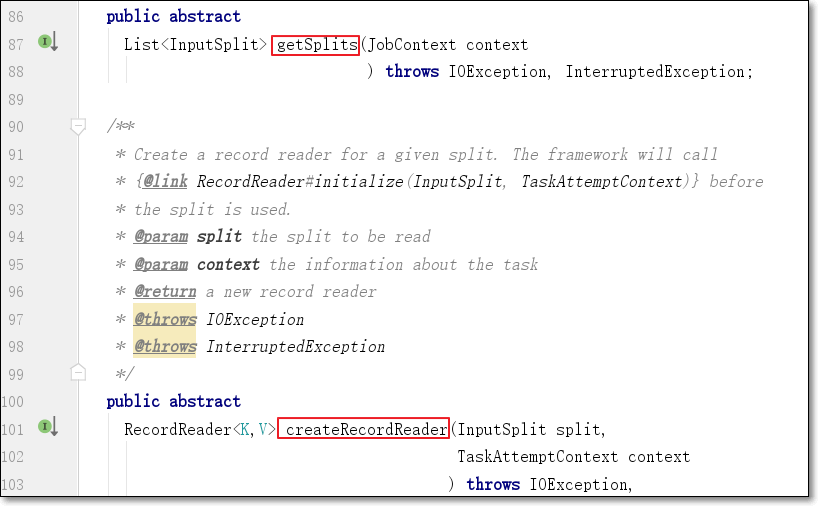 86 public abstract
87 List<InputSplit> getSplits(JobContext context
88 ) throws IOException, InterruptedException;
89
90 /**
91 * Create a record reader for a given split. The framework will call
92 * {@link RecordReader#initialize(InputSplit, TaskAttemptContext)} before
93 * the split is used.
94 * @param split the split to be read
95 * @param context the information about the task
96 * @return a new record reader
97 * @throws IOException
98 * @throws InterruptedException
99 */
100 public abstract
101 RecordReader<K,V> createRecordReader(InputSplit split,
102 TaskAttemptContext context
103 ) throws IOException,